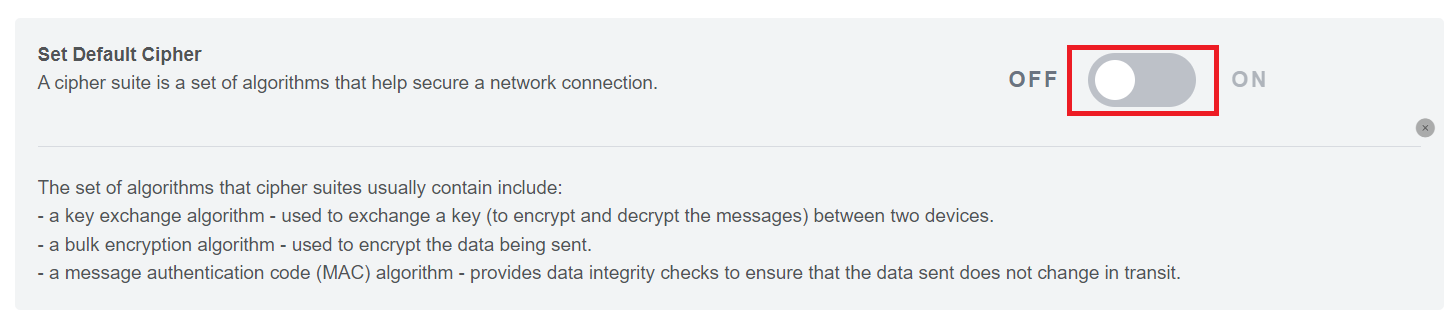 Set Default Cipher
A cipher suite is a set of algorithms that help secure a network connection.
OFF ON
The set of algorithms that cipher suites usually contain include:
- a key exchange algorithm - used to exchange a key (to encrypt and decrypt the messages) between two devices.
- a bulk encryption algorithm - used to encrypt the data being sent.
- a message authentication code (MAC) algorithm - provides data integrity checks to ensure that the data sent does not change in transit.